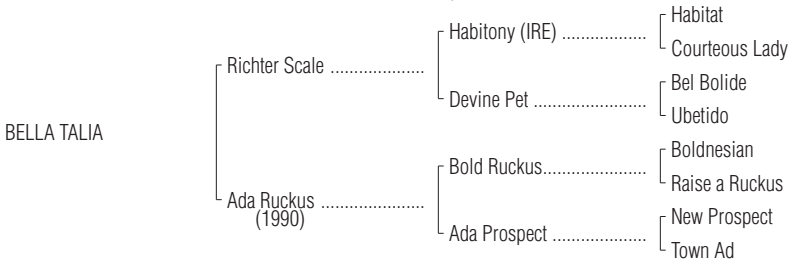 Habitat
Habitony (IRE) ..................
Courteous Lady
Richter Scale ....................
Bel Bolide
Devine Pet ........................
Ubetido
BELLA TALIA
Boldnesian
Bold Ruckus......................
Raise a Ruckus
Ada Ruckus ......................
(1990)
New Prospect
Ada Prospect ....................
Town Ad